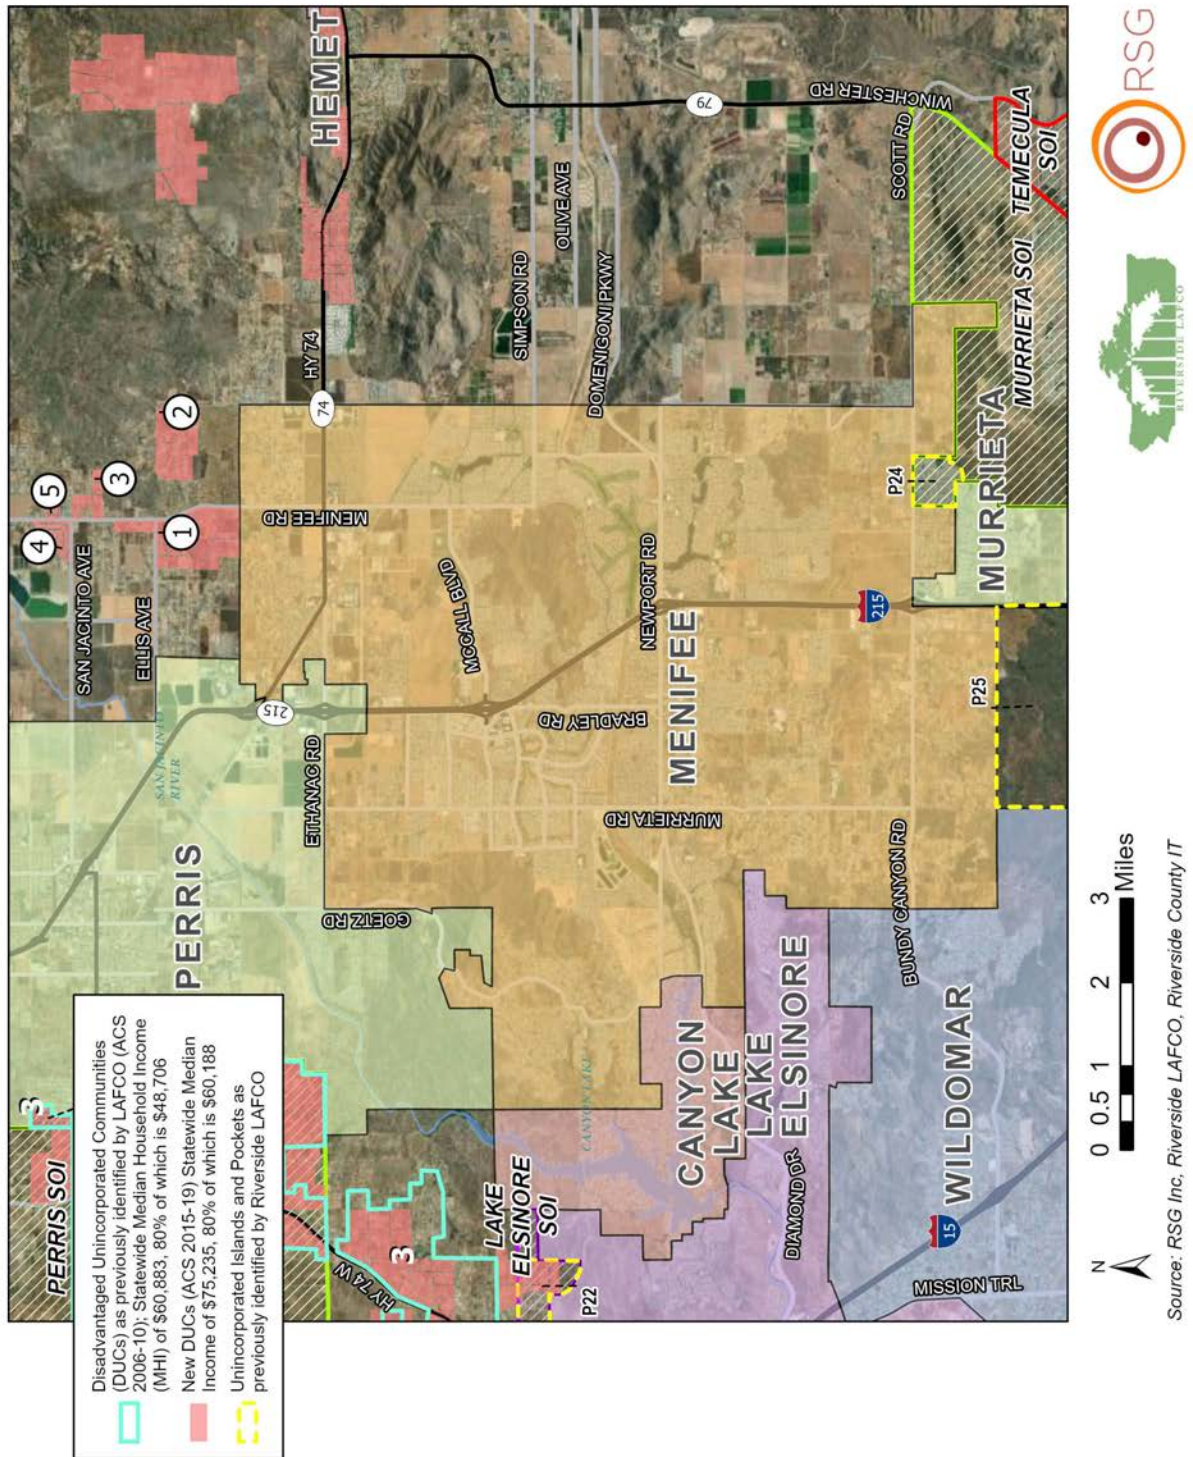 Disadvantaged Unincorporated Communities
(DUCs) as previously identified by LAFCO (ACS
2006-10); Statewide Median Household Income
(MHI) of $60,883, 80% of which is $48,706
New DUCs (ACS 2015-19) Statewide Median
Income of $75,235, 80% of which is $60,188
Unincorporated Islands and Pockets as
previously identified by Riverside LAFCO
PERRIS SOI
3
PERRIS
SAN JACINTO
RIVER
SAN JACINTO AVE
ELLIS AVE
4
5
3
1
2
HEMET
HY 74
74
215
ETHANAC RD
GOETZ RD
MENIFEE RD
HY 74 W
3
LAKE
ELSINORE
SOI
P22
MCCALL BLVD
SIMPSON RD
OLIVE AVE
DOMENIGONI PKWY
79
WINCHESTER RD
CANYON LAKE
BRADLEY RD
NEWPORT RD
MENIFEE
MURRIETA RD
CANYON
LAKE
LAKE
ELSINORE
DIAMOND DR
215
P24
SCOTT RD
BUNDY CANYON RD
WILDOMAR
15
MISSION TRL
P25
MURRIETA
MURRIETA SOI
TEMECULA
SOI
N
0 0.5 1 2 3
Miles
RIVERSIDE LAFCO
RSG
Source: RSG Inc, Riverside LAFCO, Riverside County IT